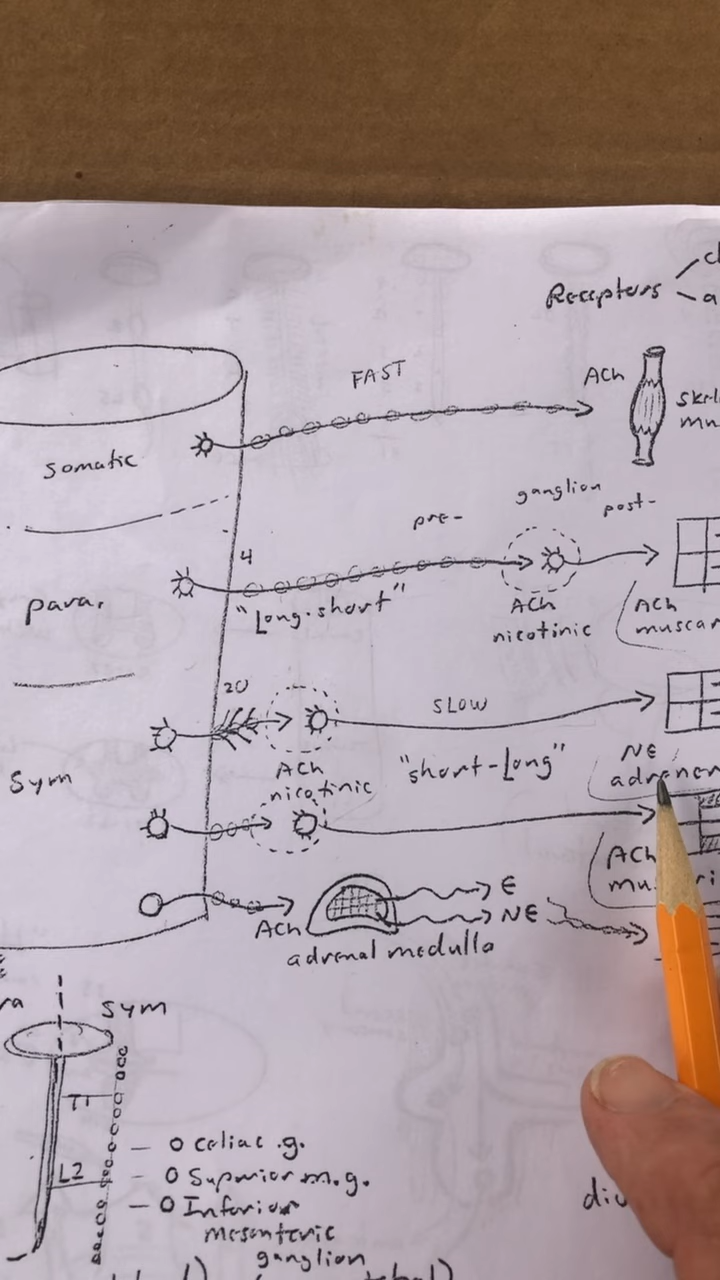 Receptors
FAST
ACh
somatic
ganglion
post-
pre-
4
para.
"Long-short"
ACh
nicotinic
ACh
20
SLOW
ACh
nicotinic
"short-Long"
NE
Sym
ACh
E
ACh
NE
adrenal medulla
sym
T1
L2
O Celiac g.
O Superior m.g.
O Inferior
mesenteric
ganglion